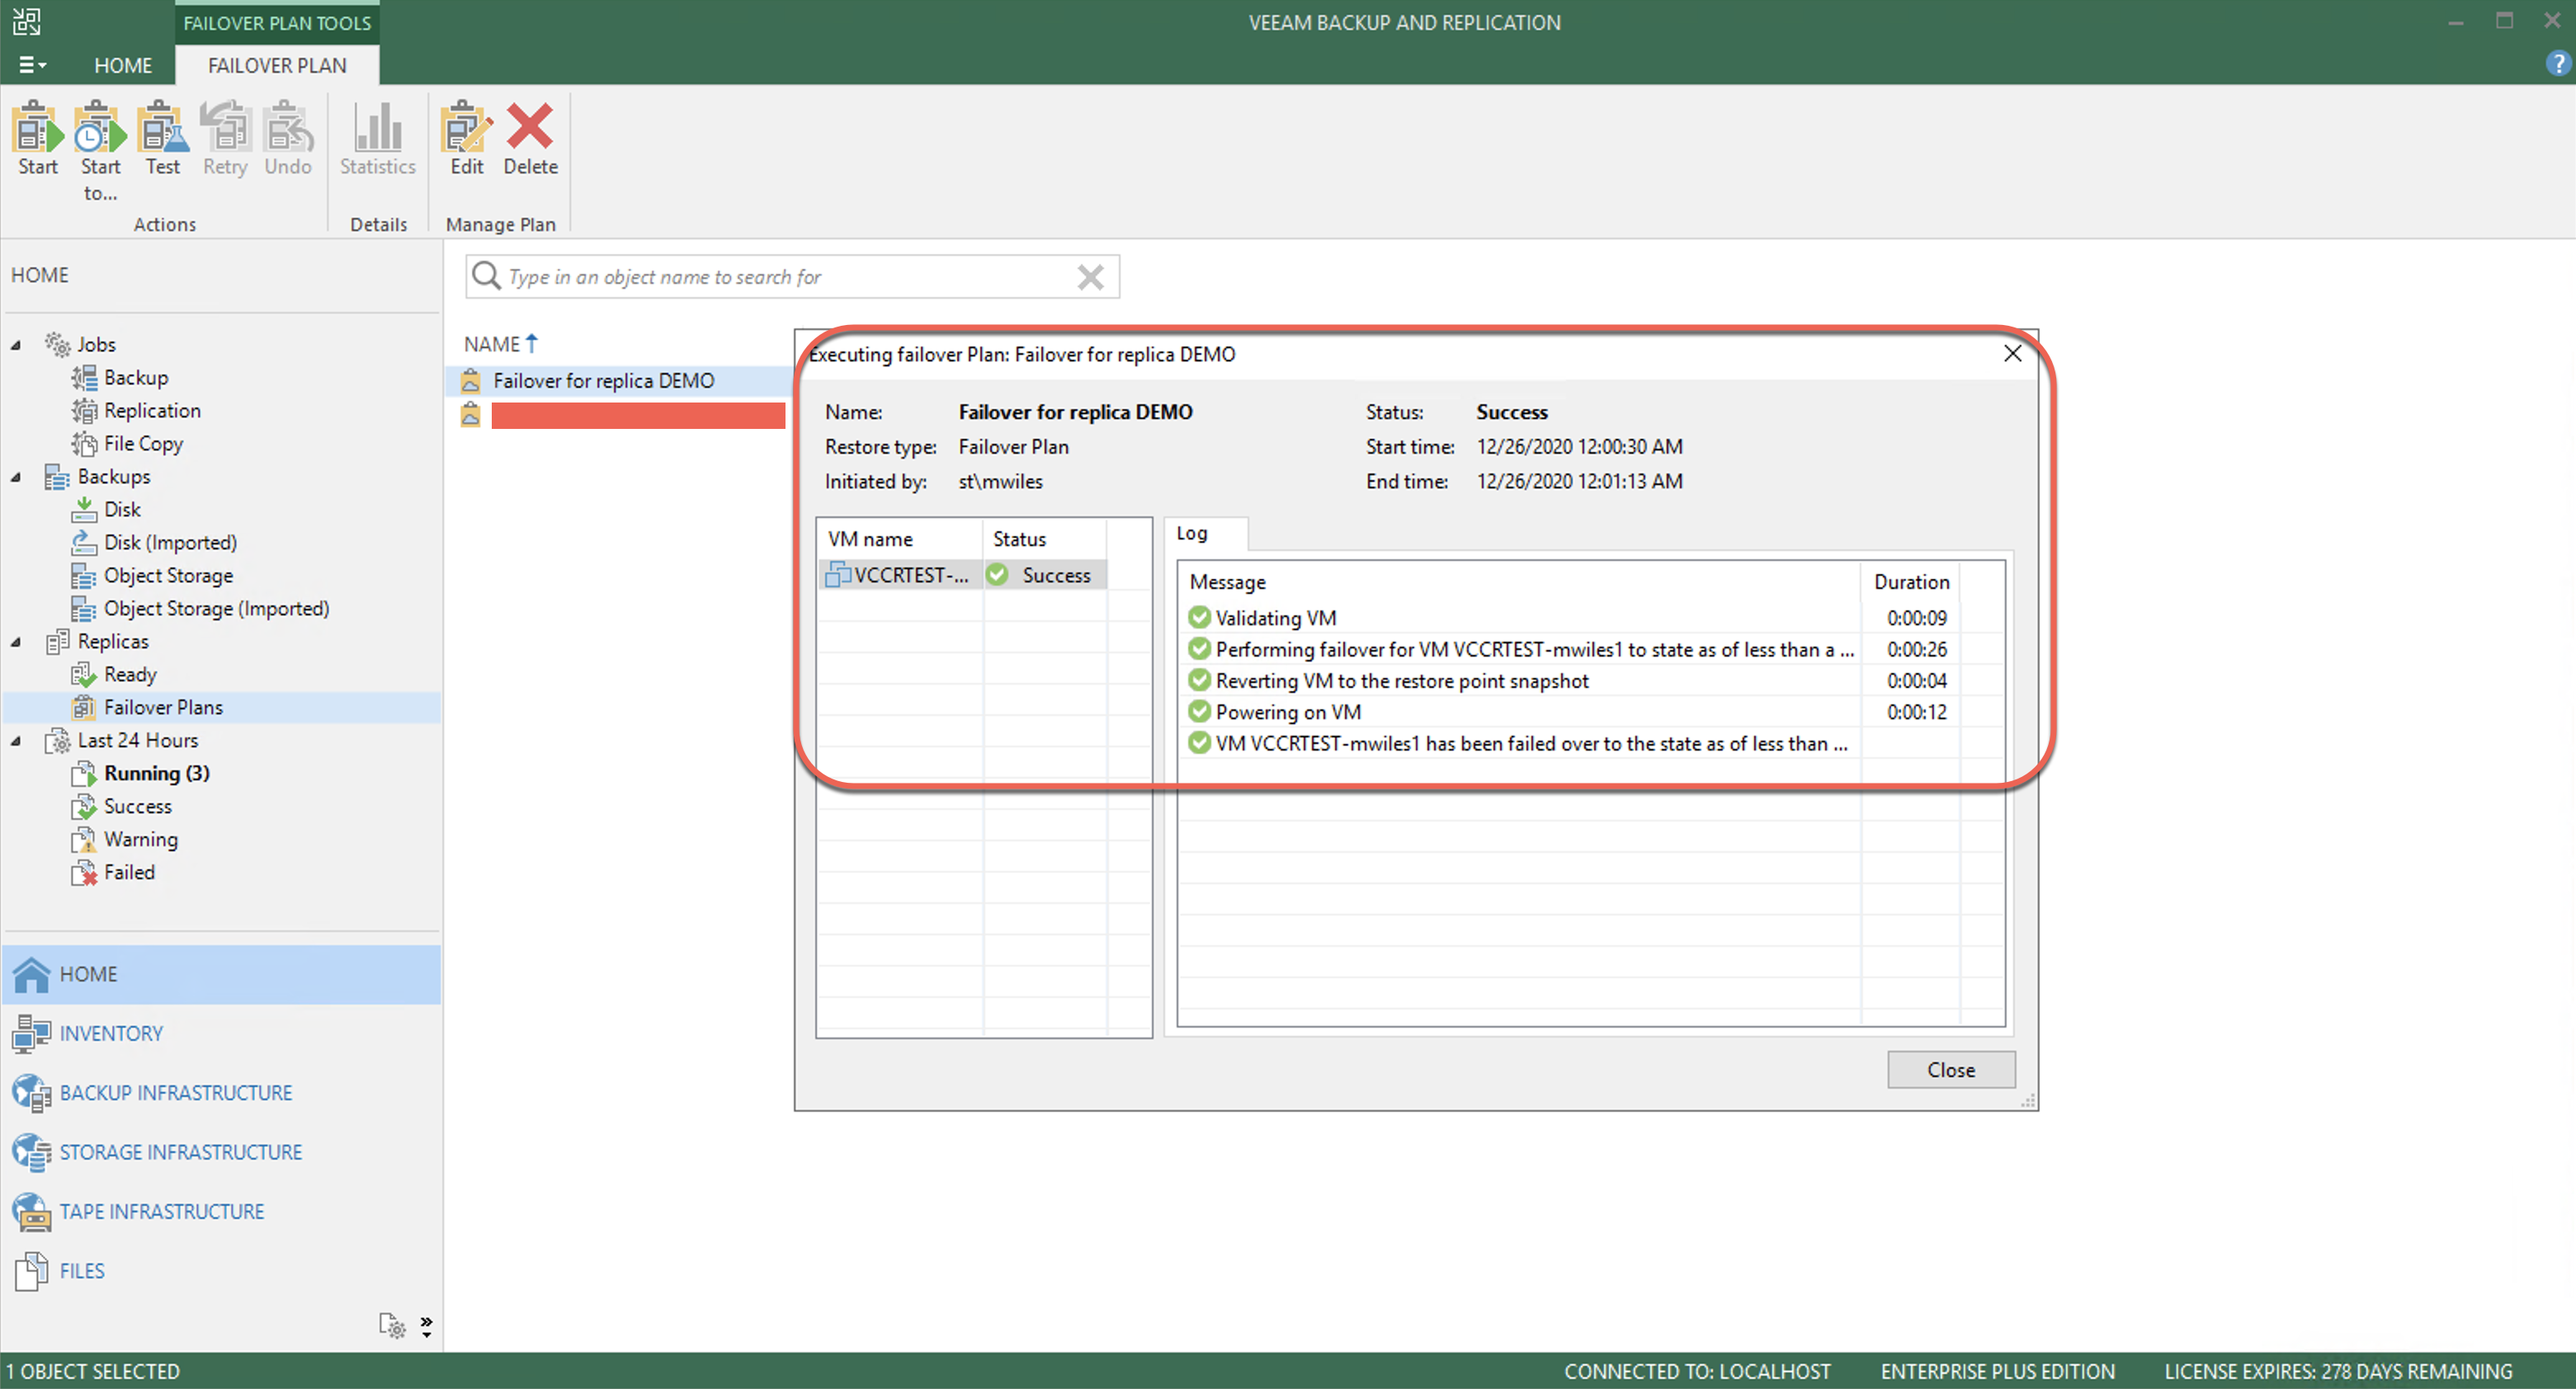 FAILOVER PLAN TOOLS
VEEAM BACKUP AND REPLICATION
HOME
FAILOVER PLAN
?
Start
Start to...
Test
Retry
Undo
Statistics
Edit
Delete
Actions
Details
Manage Plan
HOME
Type in an object name to search for
Jobs
Backup
Replication
File Copy
Backups
Disk
Disk (Imported)
Object Storage
Object Storage (Imported)
Replicas
Ready
Failover Plans
Last 24 Hours
Running (3)
Success
Warning
Failed
HOME
INVENTORY
BACKUP INFRASTRUCTURE
STORAGE INFRASTRUCTURE
TAPE INFRASTRUCTURE
FILES
NAME
Failover for replica DEMO
Executing failover Plan: Failover for replica DEMO
Name: Failover for replica DEMO
Restore type: Failover Plan
Initiated by: st\mwiles
Status: Success
Start time: 12/26/2020 12:00:30 AM
End time: 12/26/2020 12:01:13 AM
VM name Status
VCCRTEST-... Success
Log
Message Duration
Validating VM 0:00:09
Performing failover for VM VCCRTEST-mwiles1 to state as of less than a ... 0:00:26
Reverting VM to the restore point snapshot 0:00:04
Powering on VM 0:00:12
VM VCCRTEST-mwiles1 has been failed over to the state as of less than ...
Close
1 OBJECT SELECTED
CONNECTED TO: LOCALHOST
ENTERPRISE PLUS EDITION
LICENSE EXPIRES: 278 DAYS REMAINING